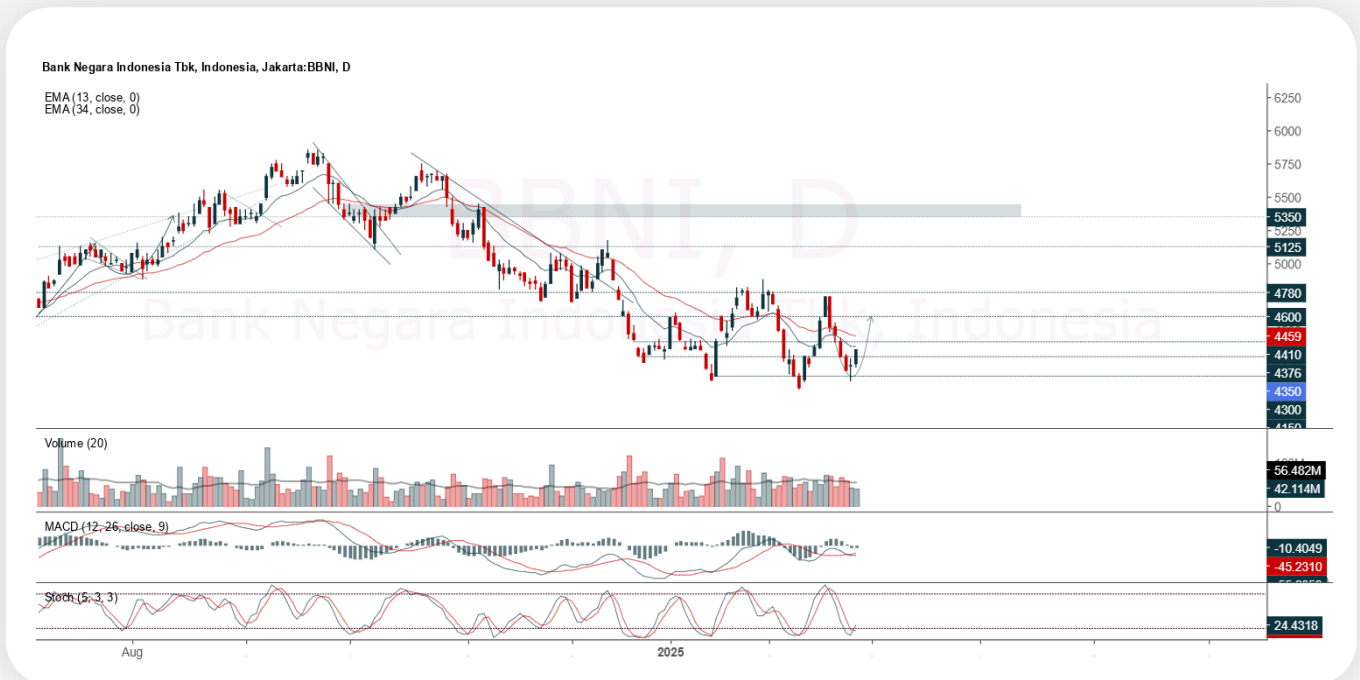 Bank Negara Indonesia Tbk, Indonesia, Jakarta:BBNI, D
EMA (13, close, 0)
EMA (34, close, 0)
BBNI, D
Bank Negara Indonesia Tbk, Indonesia
6250
6000
5750
5500
5350
5250
5125
5000
4780
4600
4459
4410
4376
4350
4300
4150
Volume (20)
56.482M
42.114M
0
MACD (12, 26, close, 9)
-10.4049
-45.2310
Stoch (5, 3, 3)
24.4318
Aug
2025